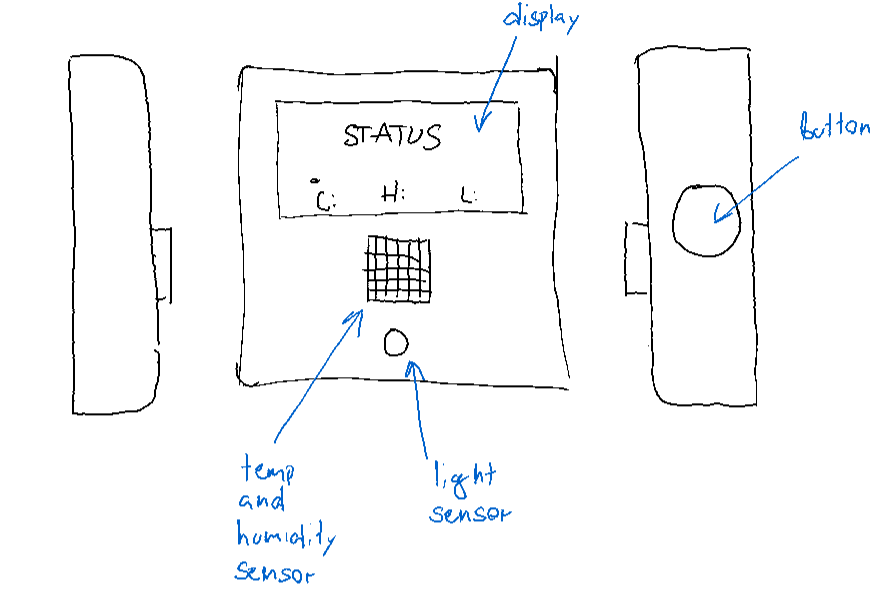 display
STATUS
button
°C: H: L:
temp
and
humidity
sensor
light
sensor